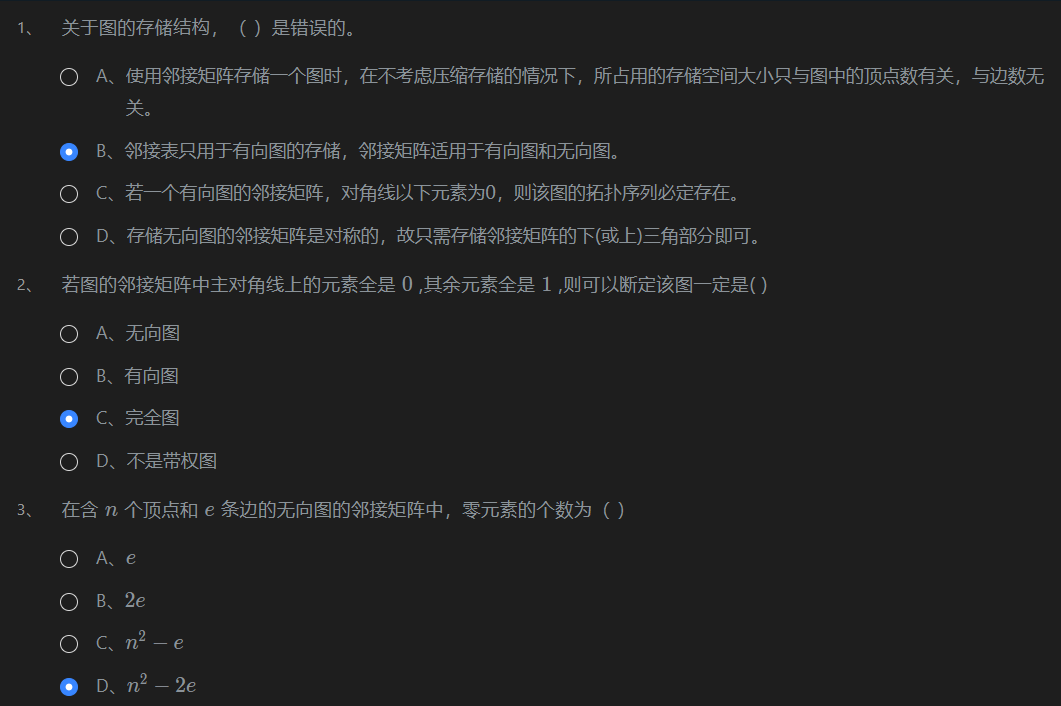 1、 关于图的存储结构，（ ）是错误的。
A、使用邻接矩阵存储一个图时，在不考虑压缩存储的情况下，所占用的存储空间大小只与图中的顶点数有关，与边数无
关。
B、邻接表只用于有向图的存储，邻接矩阵适用于有向图和无向图。
C、若一个有向图的邻接矩阵，对角线以下元素为0，则该图的拓扑序列必定存在。
D、存储无向图的邻接矩阵是对称的，故只需存储邻接矩阵的下(或上)三角部分即可。
2、 若图的邻接矩阵中主对角线上的元素全是 0 ,其余元素全是 1 ,则可以断定该图一定是( )
A、无向图
B、有向图
C、完全图
D、不是带权图
3、 在含 n 个顶点和 e 条边的无向图的邻接矩阵中，零元素的个数为（ ）
A、e
B、2e
C、n² − e
D、n² − 2e